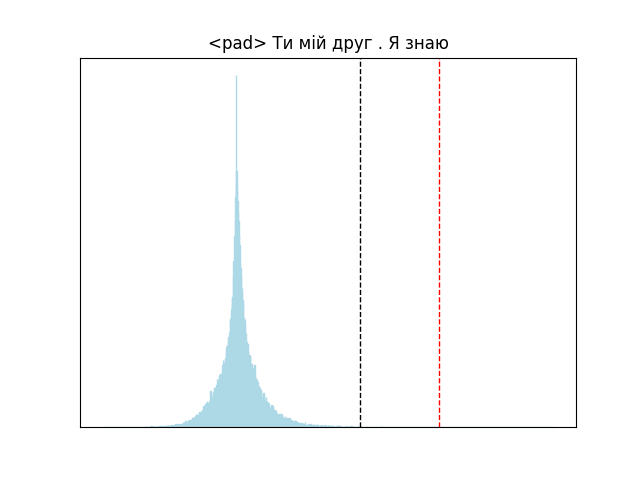 <pad> Ти мій друг . Я знаю